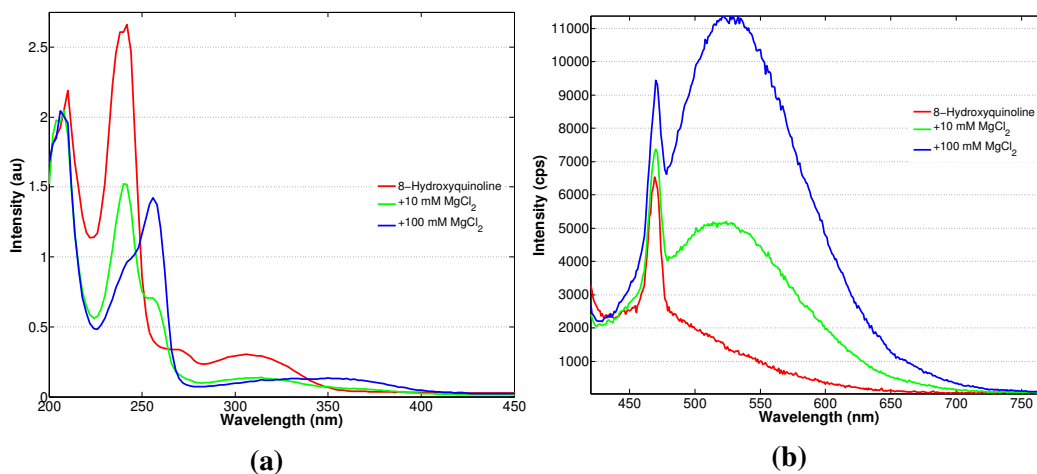 Intensity (au)
2.5
2
1.5
1
0.5
0
200
250
300
350
400
450
Wavelength (nm)
8−Hydroxyquinoline
+10 mM MgCl2
+100 mM MgCl2
(a)
Intensity (cps)
11000
10000
9000
8000
7000
6000
5000
4000
3000
2000
1000
450
500
550
600
650
700
750
Wavelength (nm)
8−Hydroxyquinoline
+10 mM MgCl2
+100 mM MgCl2
(b)